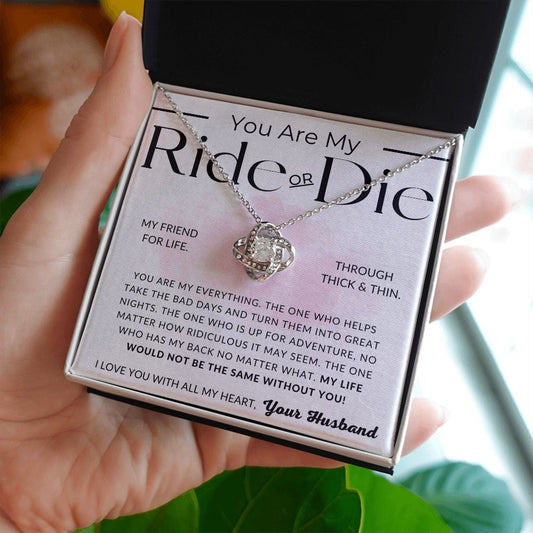 You Are My
Ride OR Die
MY FRIEND
FOR LIFE.
THROUGH
THICK & THIN.
YOU ARE MY EVERYTHING. THE ONE WHO HELPS
TAKE THE BAD DAYS AND TURN THEM INTO GREAT
NIGHTS. THE ONE WHO IS UP FOR ADVENTURE, NO
MATTER HOW RIDICULOUS IT MAY SEEM. THE ONE
WHO HAS MY BACK NO MATTER WHAT. MY LIFE
WOULD NOT BE THE SAME WITHOUT YOU!
I LOVE YOU WITH ALL MY HEART, Your Husband